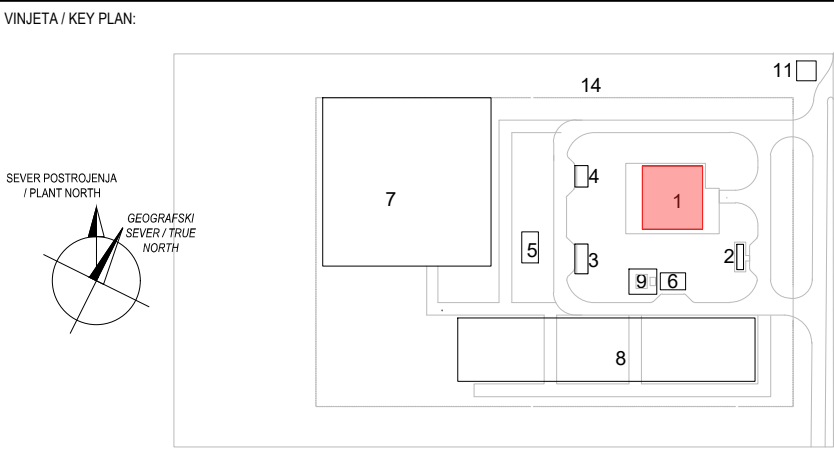 VINJETA / KEY PLAN:
11
14
4
1
7
SEVER POSTROJENJA
/ PLANT NORTH
GEOGRAFSKI
SEVER / TRUE
NORTH
5
3
2
9
6
8